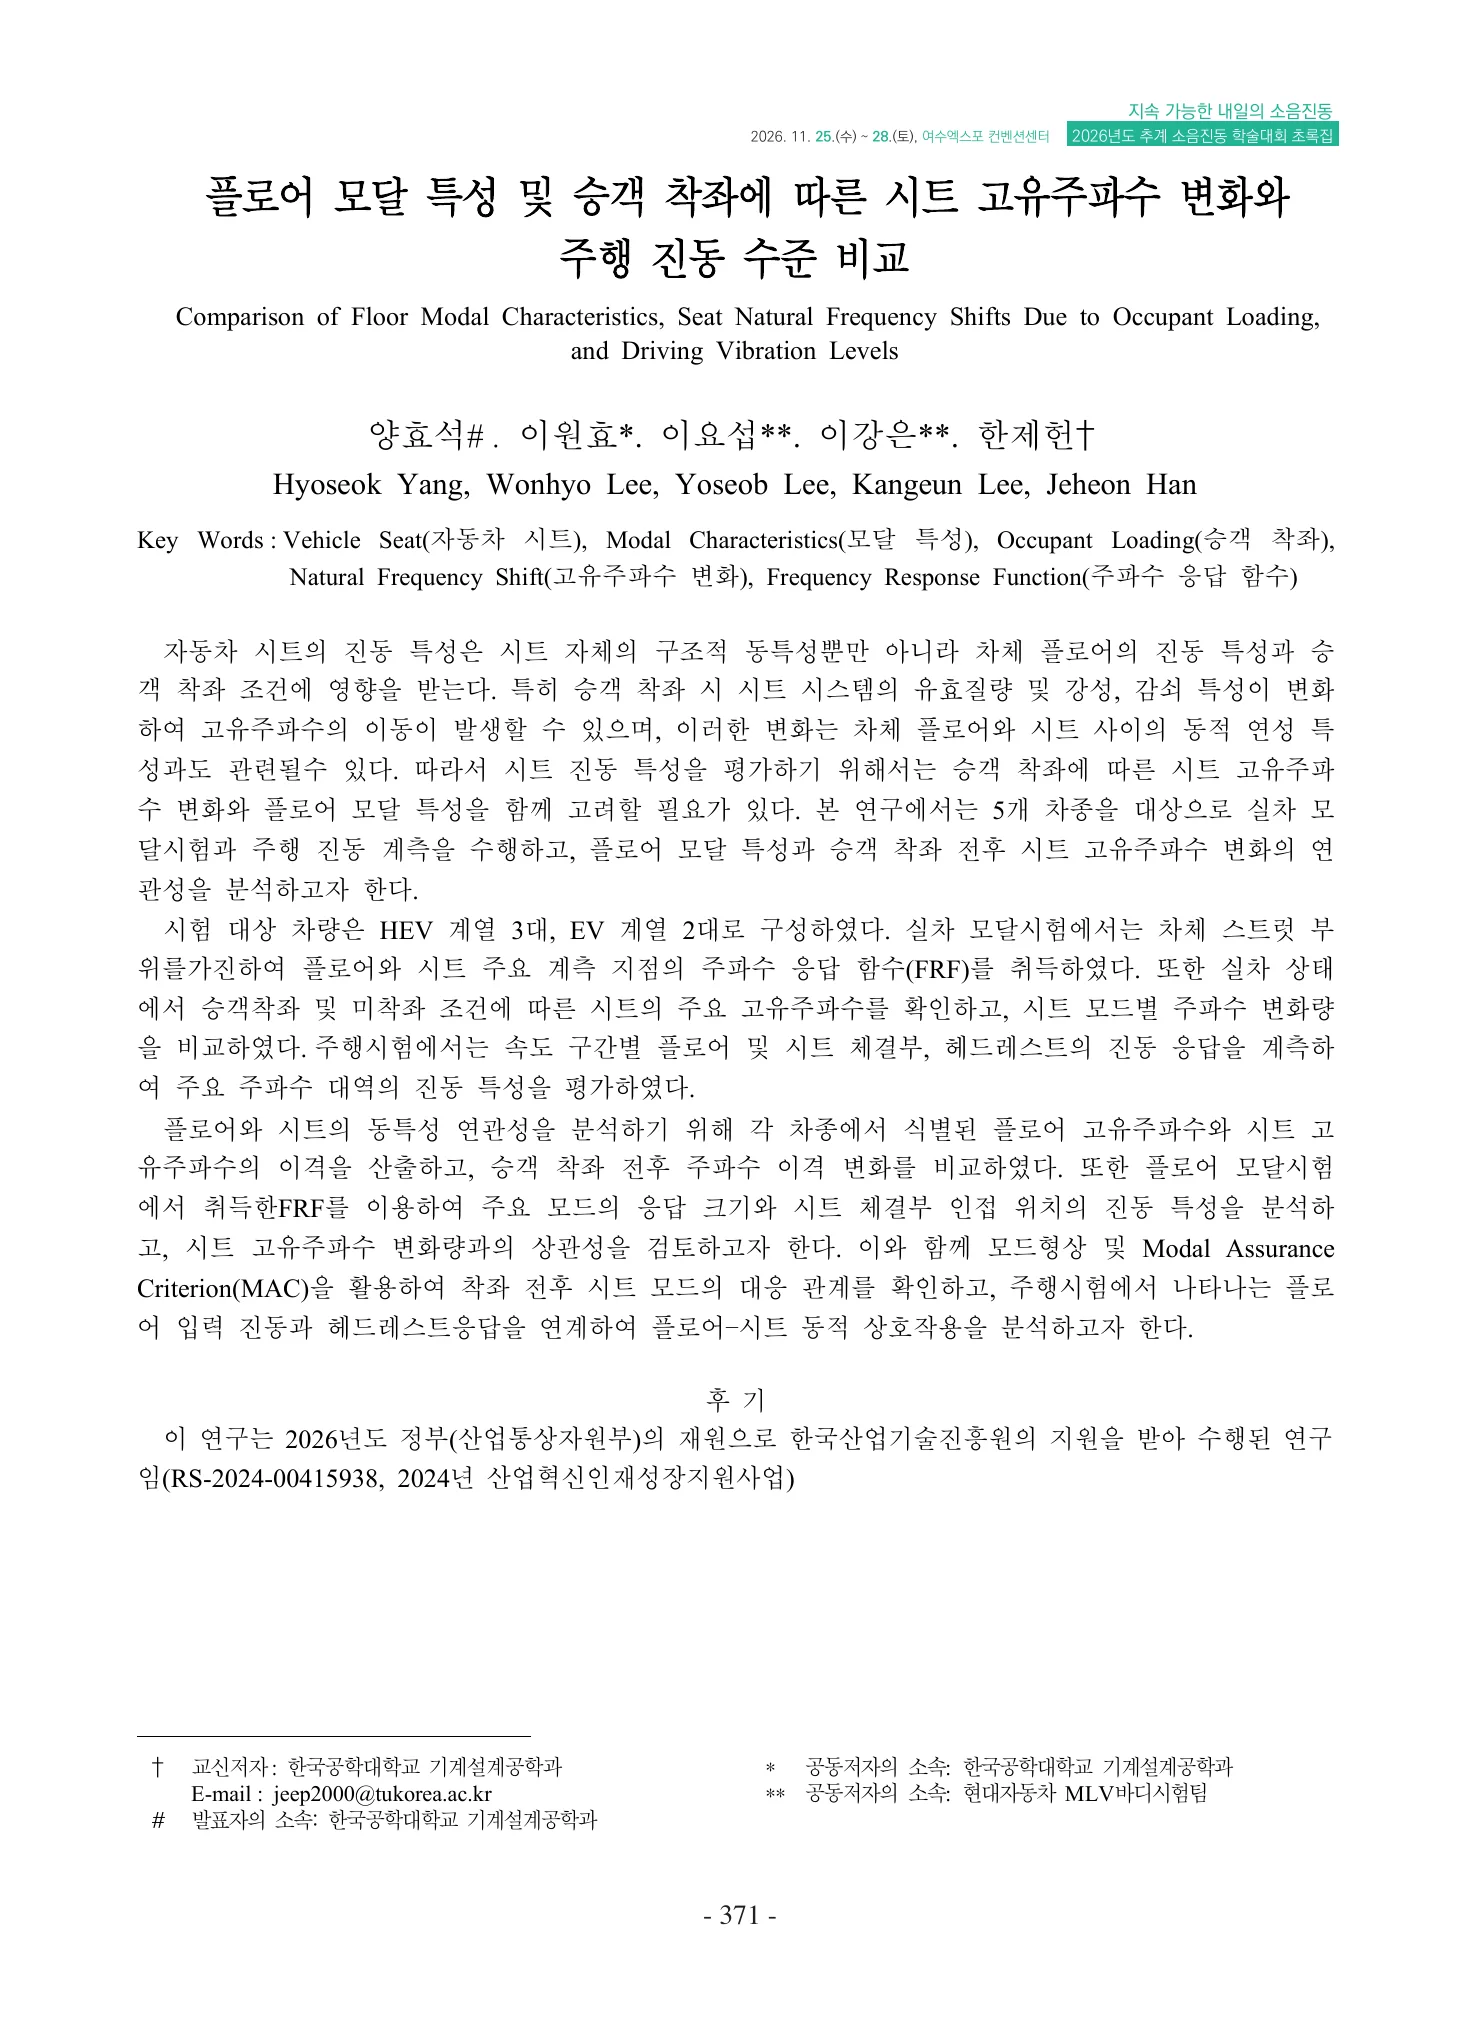 지속 가능한 내일의 소음진동
2026. 11. 25.(수) ~ 28.(토), 여수엑스포 컨벤션센터 2026년도 추계 소음진동 학술대회 초록집
플로어 모달 특성 및 승객 착좌에 따른 시트 고유주파수 변화와
주행 진동 수준 비교
Comparison of Floor Modal Characteristics, Seat Natural Frequency Shifts Due to Occupant Loading,
and Driving Vibration Levels
양효석# . 이원효*. 이요섭**. 이강은**. 한제헌†
Hyoseok Yang, Wonhyo Lee, Yoseob Lee, Kangeun Lee, Jeheon Han
Key Words : Vehicle Seat(자동차 시트), Modal Characteristics(모달 특성), Occupant Loading(승객 착좌),
Natural Frequency Shift(고유주파수 변화), Frequency Response Function(주파수 응답 함수)
자동차 시트의 진동 특성은 시트 자체의 구조적 동특성뿐만 아니라 차체 플로어의 진동 특성과 승
객 착좌 조건에 영향을 받는다. 특히 승객 착좌 시 시트 시스템의 유효질량 및 강성, 감쇠 특성이 변화
하여 고유주파수의 이동이 발생할 수 있으며, 이러한 변화는 차체 플로어와 시트 사이의 동적 연성 특
성과도 관련될수 있다. 따라서 시트 진동 특성을 평가하기 위해서는 승객 착좌에 따른 시트 고유주파
수 변화와 플로어 모달 특성을 함께 고려할 필요가 있다. 본 연구에서는 5개 차종을 대상으로 실차 모
달시험과 주행 진동 계측을 수행하고, 플로어 모달 특성과 승객 착좌 전후 시트 고유주파수 변화의 연
관성을 분석하고자 한다.
시험 대상 차량은 HEV 계열 3대, EV 계열 2대로 구성하였다. 실차 모달시험에서는 차체 스트럿 부
위를가진하여 플로어와 시트 주요 계측 지점의 주파수 응답 함수(FRF)를 취득하였다. 또한 실차 상태
에서 승객착좌 및 미착좌 조건에 따른 시트의 주요 고유주파수를 확인하고, 시트 모드별 주파수 변화량
을 비교하였다. 주행시험에서는 속도 구간별 플로어 및 시트 체결부, 헤드레스트의 진동 응답을 계측하
여 주요 주파수 대역의 진동 특성을 평가하였다.
플로어와 시트의 동특성 연관성을 분석하기 위해 각 차종에서 식별된 플로어 고유주파수와 시트 고
유주파수의 이격을 산출하고, 승객 착좌 전후 주파수 이격 변화를 비교하였다. 또한 플로어 모달시험
에서 취득한FRF를 이용하여 주요 모드의 응답 크기와 시트 체결부 인접 위치의 진동 특성을 분석하
고, 시트 고유주파수 변화량과의 상관성을 검토하고자 한다. 이와 함께 모드형상 및 Modal Assurance
Criterion(MAC)을 활용하여 착좌 전후 시트 모드의 대응 관계를 확인하고, 주행시험에서 나타나는 플로
어 입력 진동과 헤드레스트응답을 연계하여 플로어–시트 동적 상호작용을 분석하고자 한다.
후 기
이 연구는 2026년도 정부(산업통상자원부)의 재원으로 한국산업기술진흥원의 지원을 받아 수행된 연구
임(RS-2024-00415938, 2024년 산업혁신인재성장지원사업)
† 교신저자 : 한국공학대학교 기계설계공학과
E-mail : jeep2000@tukorea.ac.kr
# 발표자의 소속: 한국공학대학교 기계설계공학과
* 공동저자의 소속: 한국공학대학교 기계설계공학과
** 공동저자의 소속: 현대자동차 MLV바디시험팀
- 371 -